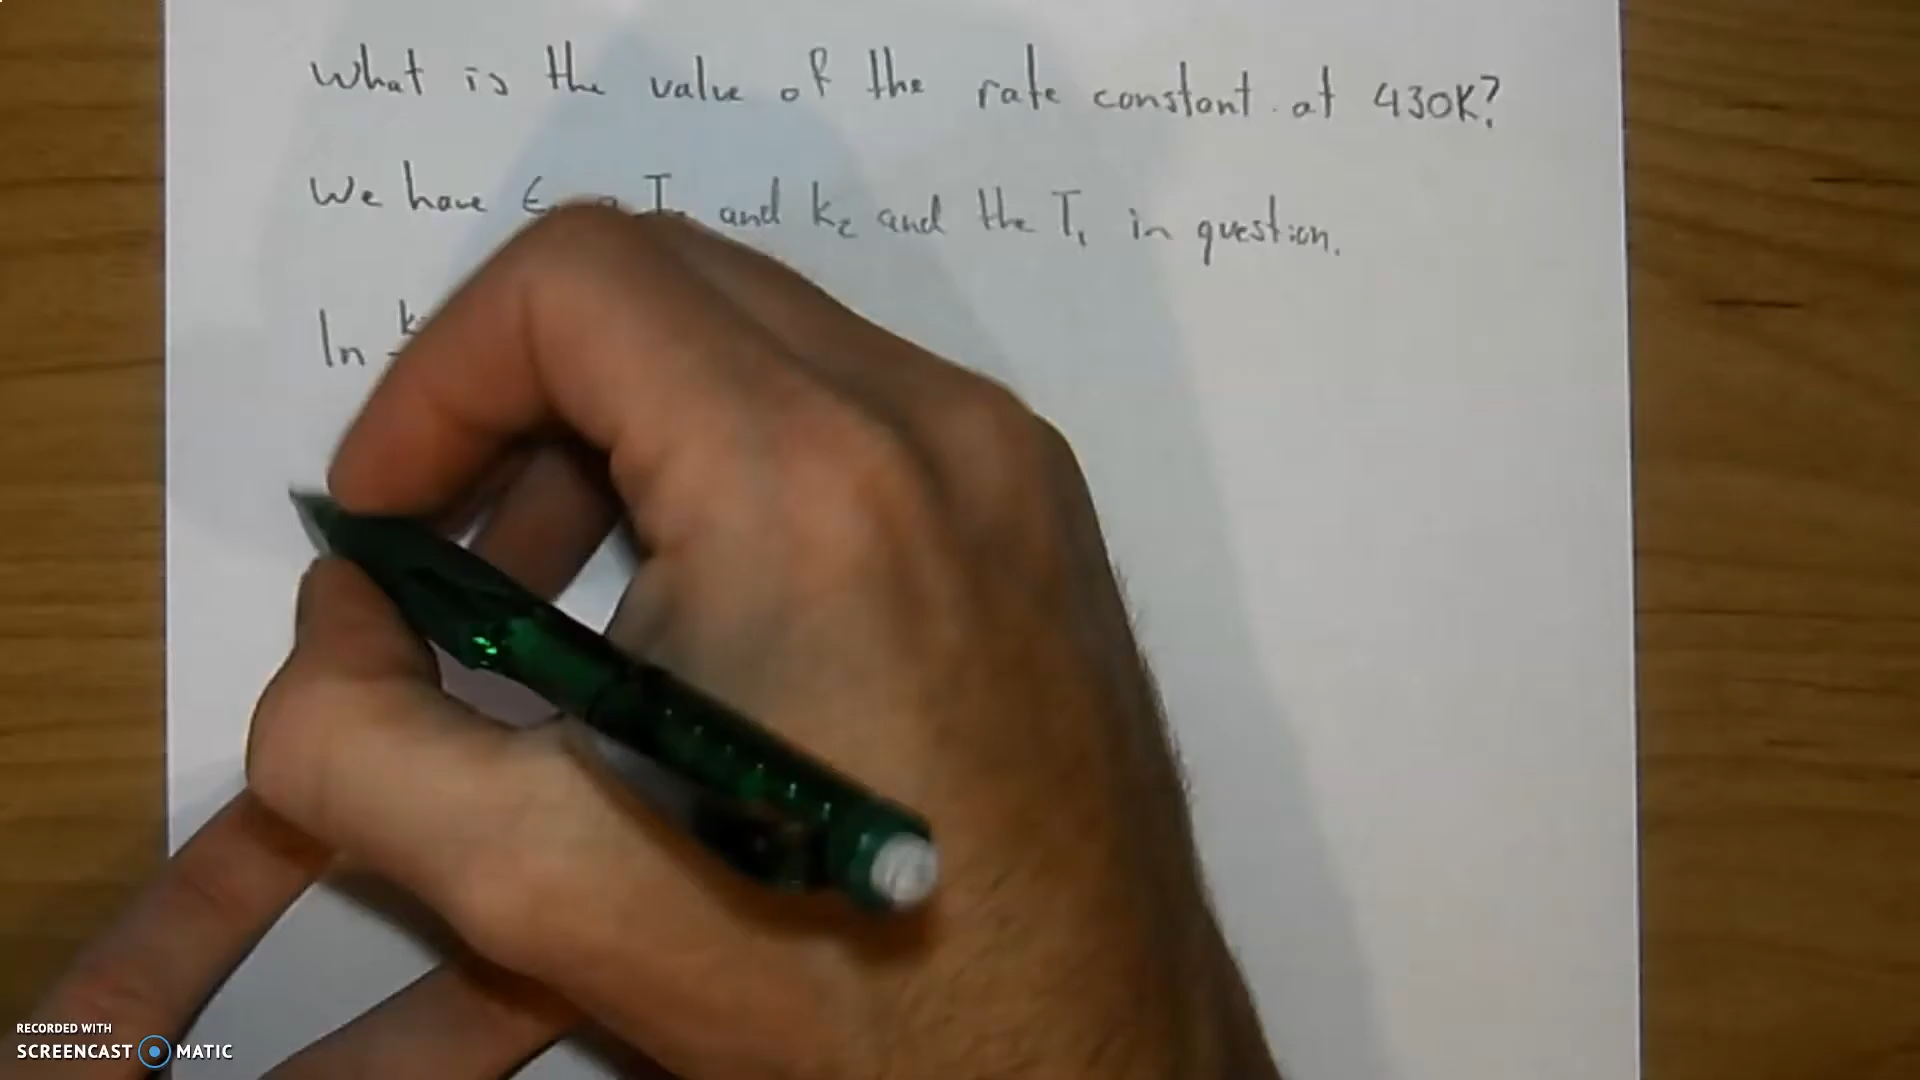 What is the value of the rate constant at 430K?
We have and k₂ and the T₁ in question.
ln
RECORDED WITH
SCREENCAST MATIC